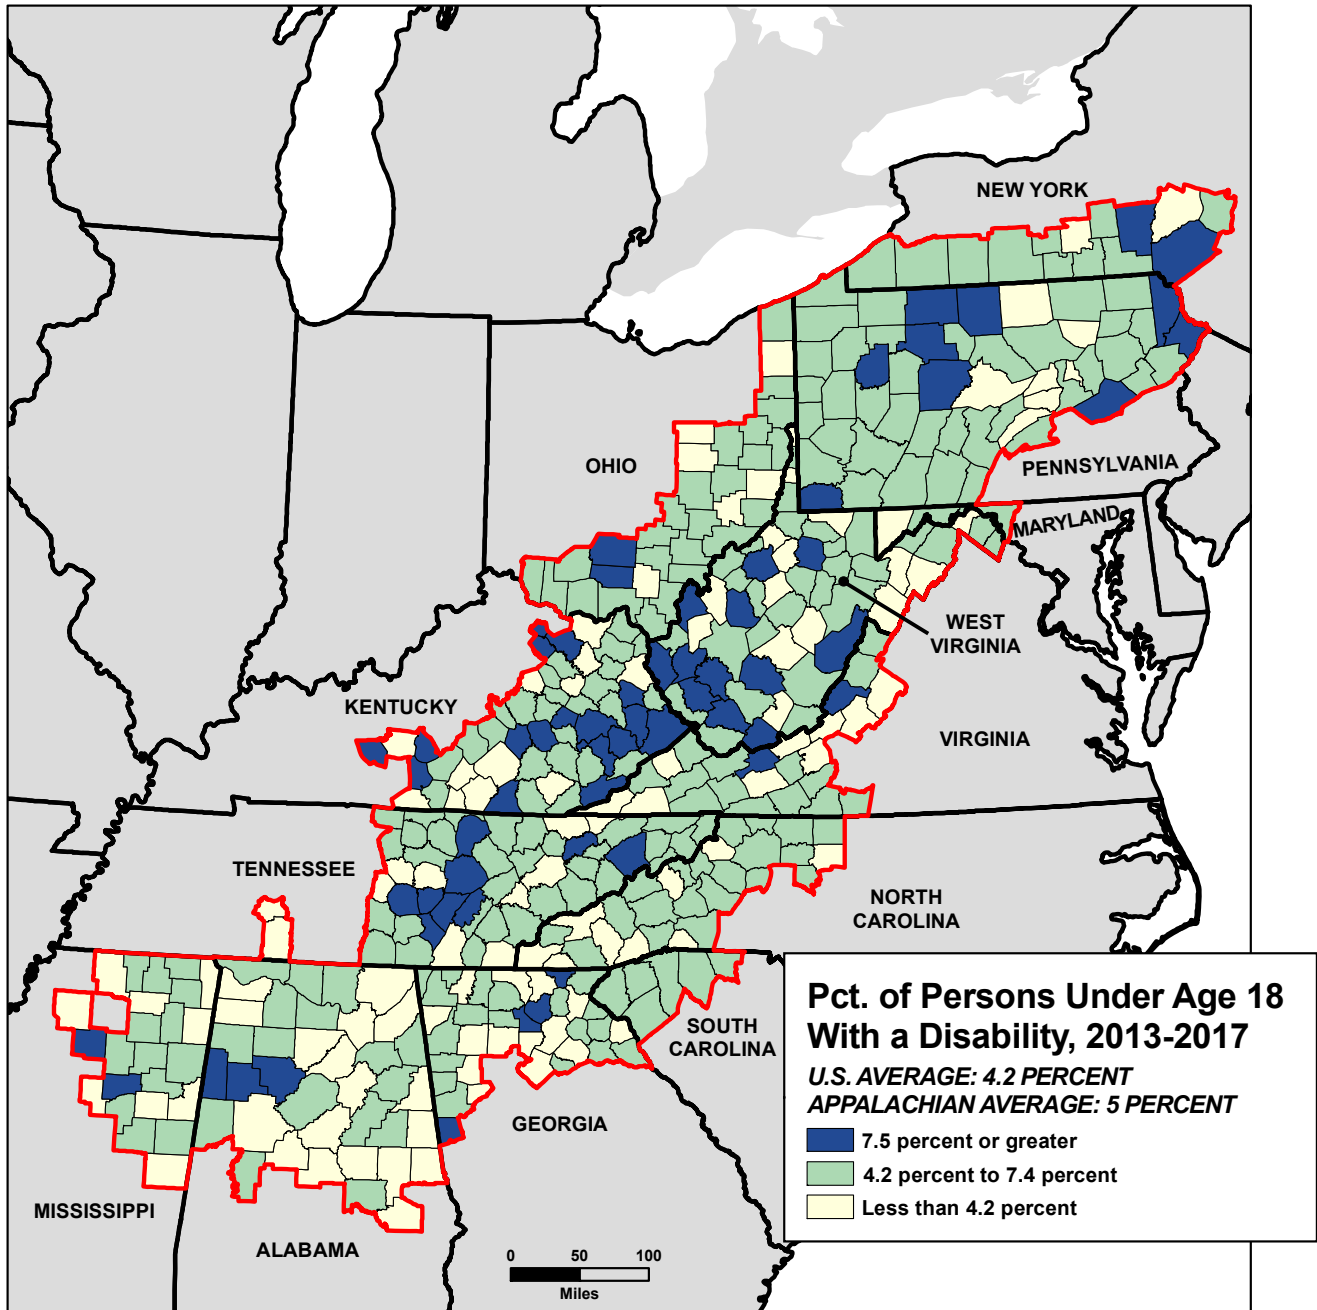 NEW YORK
OHIO
PENNSYLVANIA
MARYLAND
WEST
VIRGINIA
KENTUCKY
VIRGINIA
TENNESSEE
NORTH
CAROLINA
SOUTH
CAROLINA
GEORGIA
MISSISSIPPI
ALABAMA
Pct. of Persons Under Age 18
With a Disability, 2013-2017
U.S. AVERAGE: 4.2 PERCENT
APPALACHIAN AVERAGE: 5 PERCENT
7.5 percent or greater
4.2 percent to 7.4 percent
Less than 4.2 percent
0 50 100
Miles